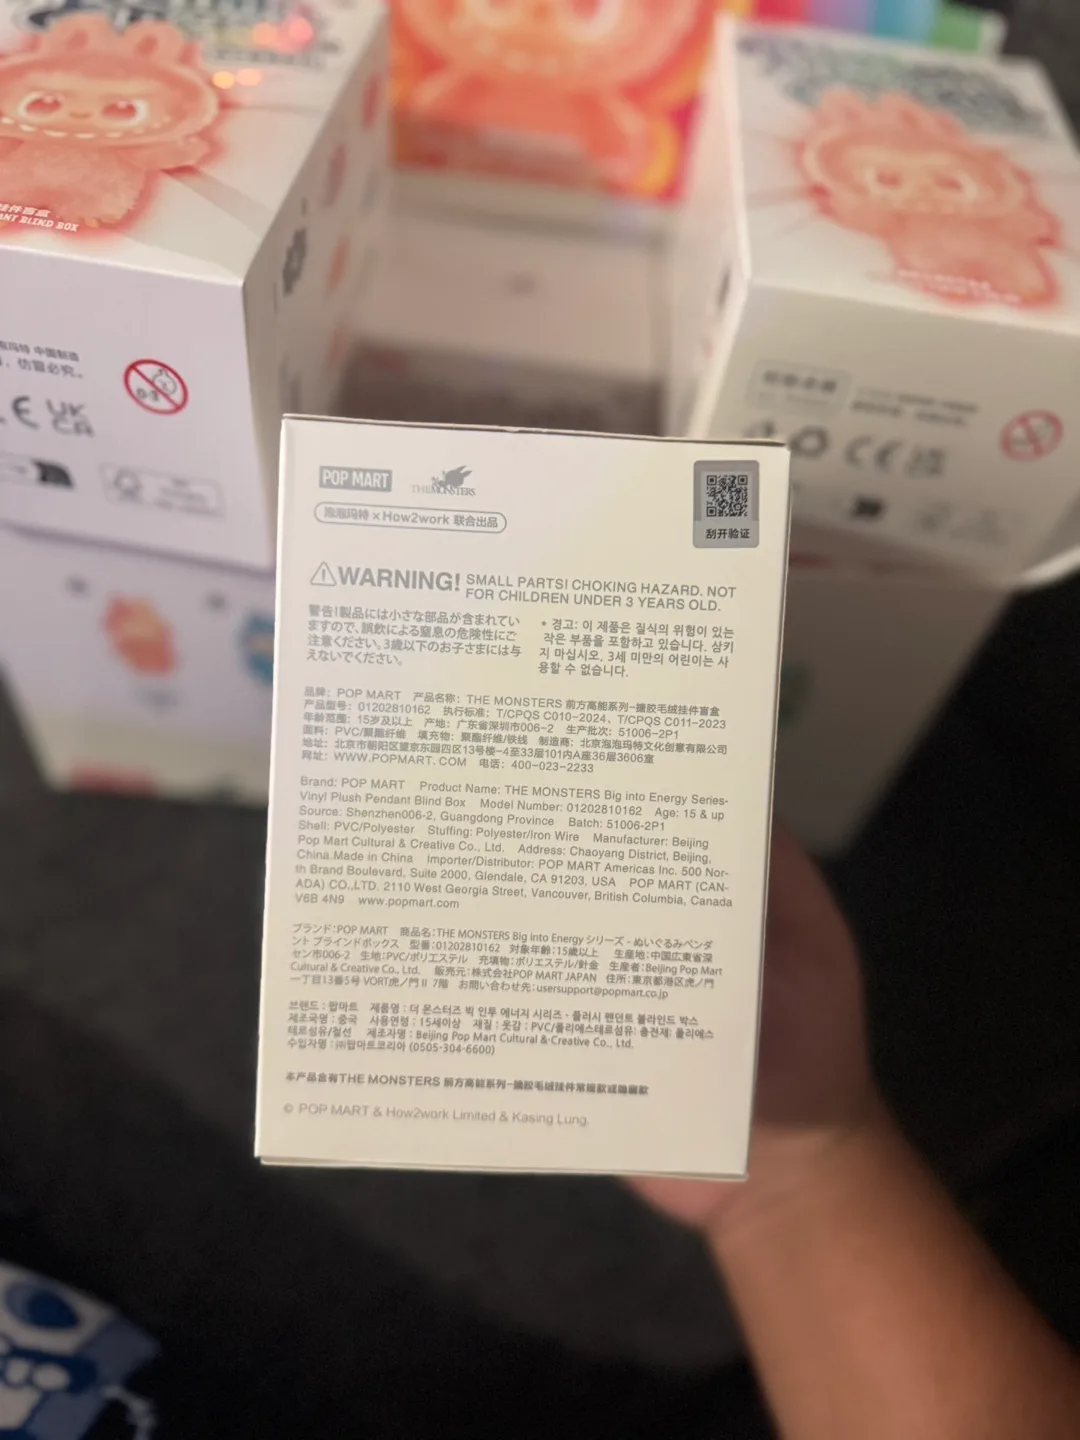 ANT BLIND BOX
中国制造
仿冒必究。
0-3
CE UK
CA
POP MART
THE MONSTERS
泡泡玛特 × How2work 联合出品
刮开验证
WARNING! SMALL PARTS! CHOKING HAZARD. NOT
FOR CHILDREN UNDER 3 YEARS OLD.
警告!製品には小さな部品が含まれてい
ますので、誤飲による窒息の危険性にご
注意ください。3歳以下のお子さまには与
えないでください。
* 경고: 이 제품은 질식의 위험이 있는
작은 부품을 포함하고 있습니다. 삼키
지 마십시오. 3세 미만의 어린이는 사
용할 수 없습니다.
品牌：POP MART 产品名称：THE MONSTERS 前方高能系列-搪胶毛绒挂件盲盒
产品型号：01202810162 执行标准：T/CPQS C010-2024、T/CPQS C011-2023
年龄范围：15岁及以上 产地：广东省深圳市006-2 生产批次：51006-2P1
面料：PVC/聚酯纤维 填充物：聚酯纤维/铁线 制造商：北京泡泡玛特文化创意有限公司
地址：北京市朝阳区望京东园四区13号楼-4至33层101内A座36层3606室
网址：WWW.POPMART.COM 电话：400-023-2233
Brand: POP MART Product Name: THE MONSTERS Big into Energy Series-
Vinyl Plush Pendant Blind Box Model Number: 01202810162 Age: 15 & up
Source: Shenzhen006-2, Guangdong Province Batch: 51006-2P1
Shell: PVC/Polyester Stuffing: Polyester/Iron Wire Manufacturer: Beijing
Pop Mart Cultural & Creative Co., Ltd. Address: Chaoyang District, Beijing,
China.Made in China Importer/Distributor: POP MART Americas Inc. 500 Nor-
th Brand Boulevard, Suite 2000, Glendale, CA 91203, USA POP MART (CAN-
ADA) CO.,LTD. 2110 West Georgia Street, Vancouver, British Columbia, Canada
V6B 4N9 www.popmart.com
ブランド:POP MART 商品名:THE MONSTERS Big into Energy シリーズ - ぬいぐるみペンダ
ント ブラインドボックス 型番:01202810162 対象年齢:15歳以上 生産地:中国広東省深
セン市006-2 生地:PVC/ポリエステル 充填物:ポリエステル/針金 生産者:Beijing Pop Mart
Cultural & Creative Co., Ltd. 販売元:株式会社POP MART JAPAN 住所:東京都港区虎ノ門
一丁目13番5号 VORT虎ノ門 II 7階 お問い合わせ先:usersupport@popmart.co.jp
브랜드 : 팝마트 제품명 : 더 몬스터즈 빅 인투 에너지 시리즈 - 플러시 펜던트 블라인드 박스
제조국명 : 중국 사용연령 : 15세이상 재질 : 옷감 : PVC/폴리에스테르섬유; 충전재: 폴리에스
테르섬유/철선 제조자명 : Beijing Pop Mart Cultural & Creative Co., Ltd.
수입자명 : ㈜팝마트코리아 (0505-304-6600)
本产品含有THE MONSTERS 前方高能系列-搪胶毛绒挂件常规款或隐藏款
© POP MART & How2work Limited & Kasing Lung.